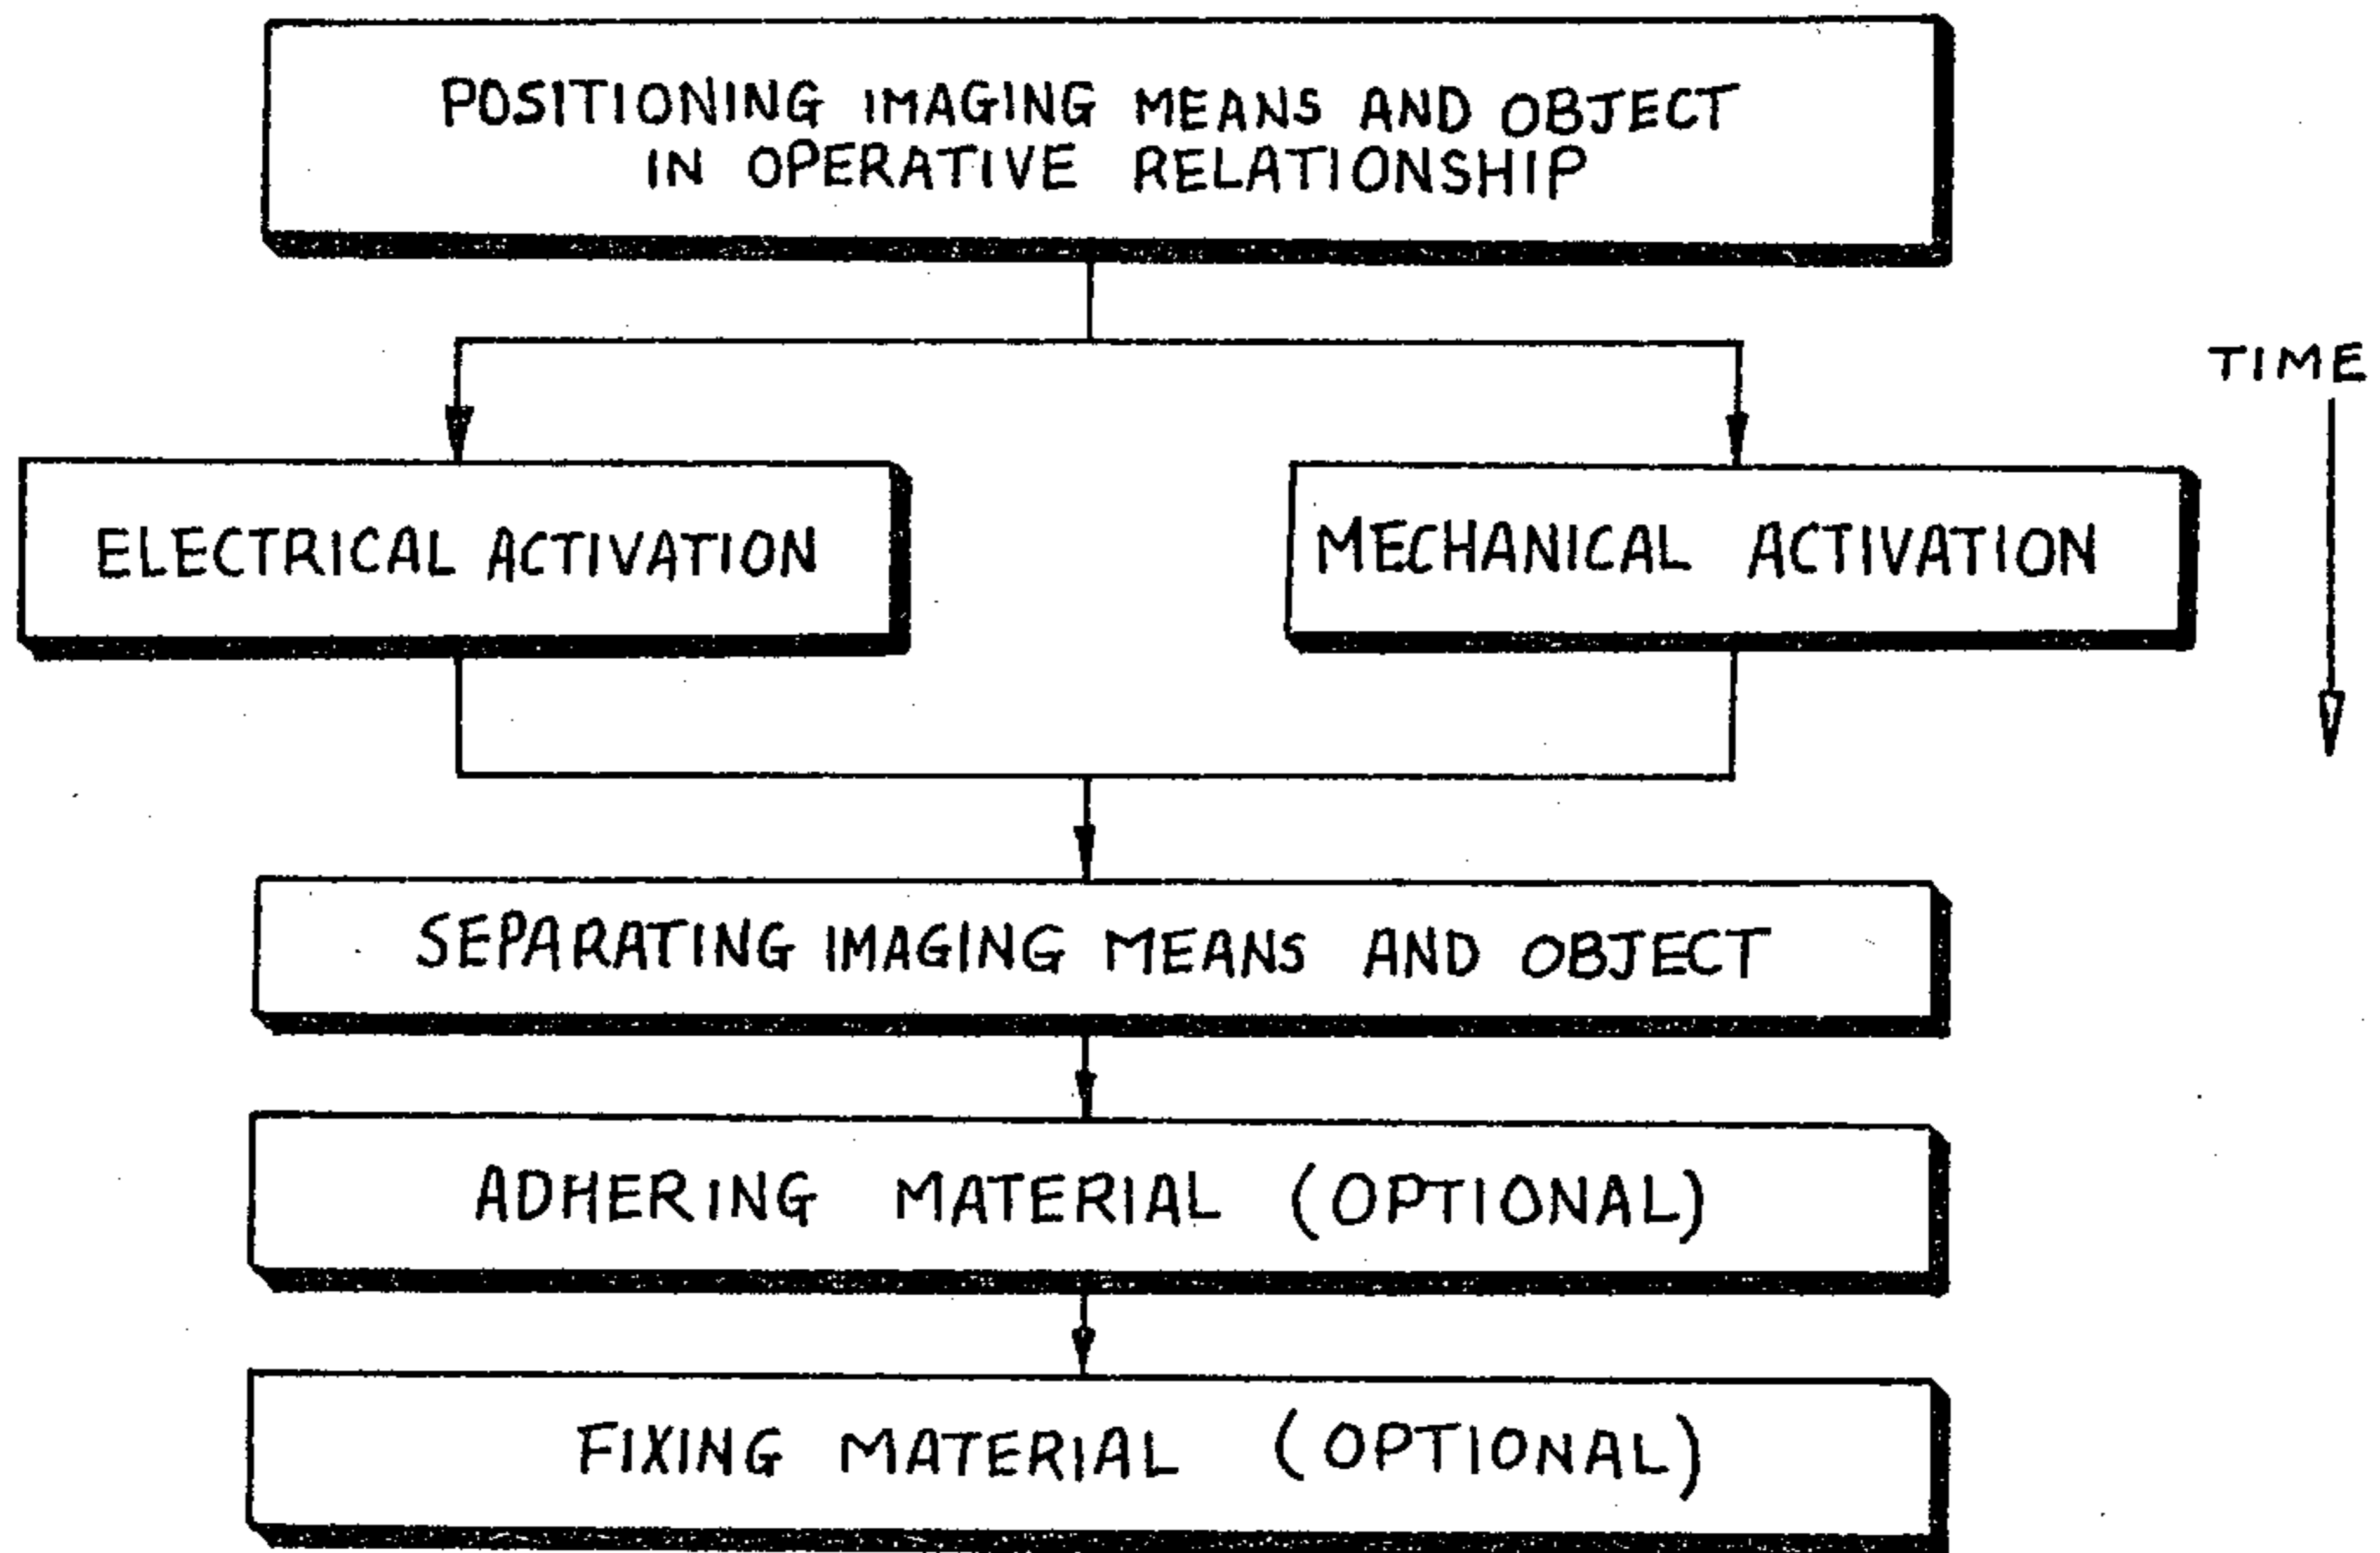 POSITIONING IMAGING MEANS AND OBJECT
IN OPERATIVE RELATIONSHIP
TIME
ELECTRICAL ACTIVATION
MECHANICAL ACTIVATION
SEPARATING IMAGING MEANS AND OBJECT
ADHERING MATERIAL (OPTIONAL)
FIXING MATERIAL (OPTIONAL)